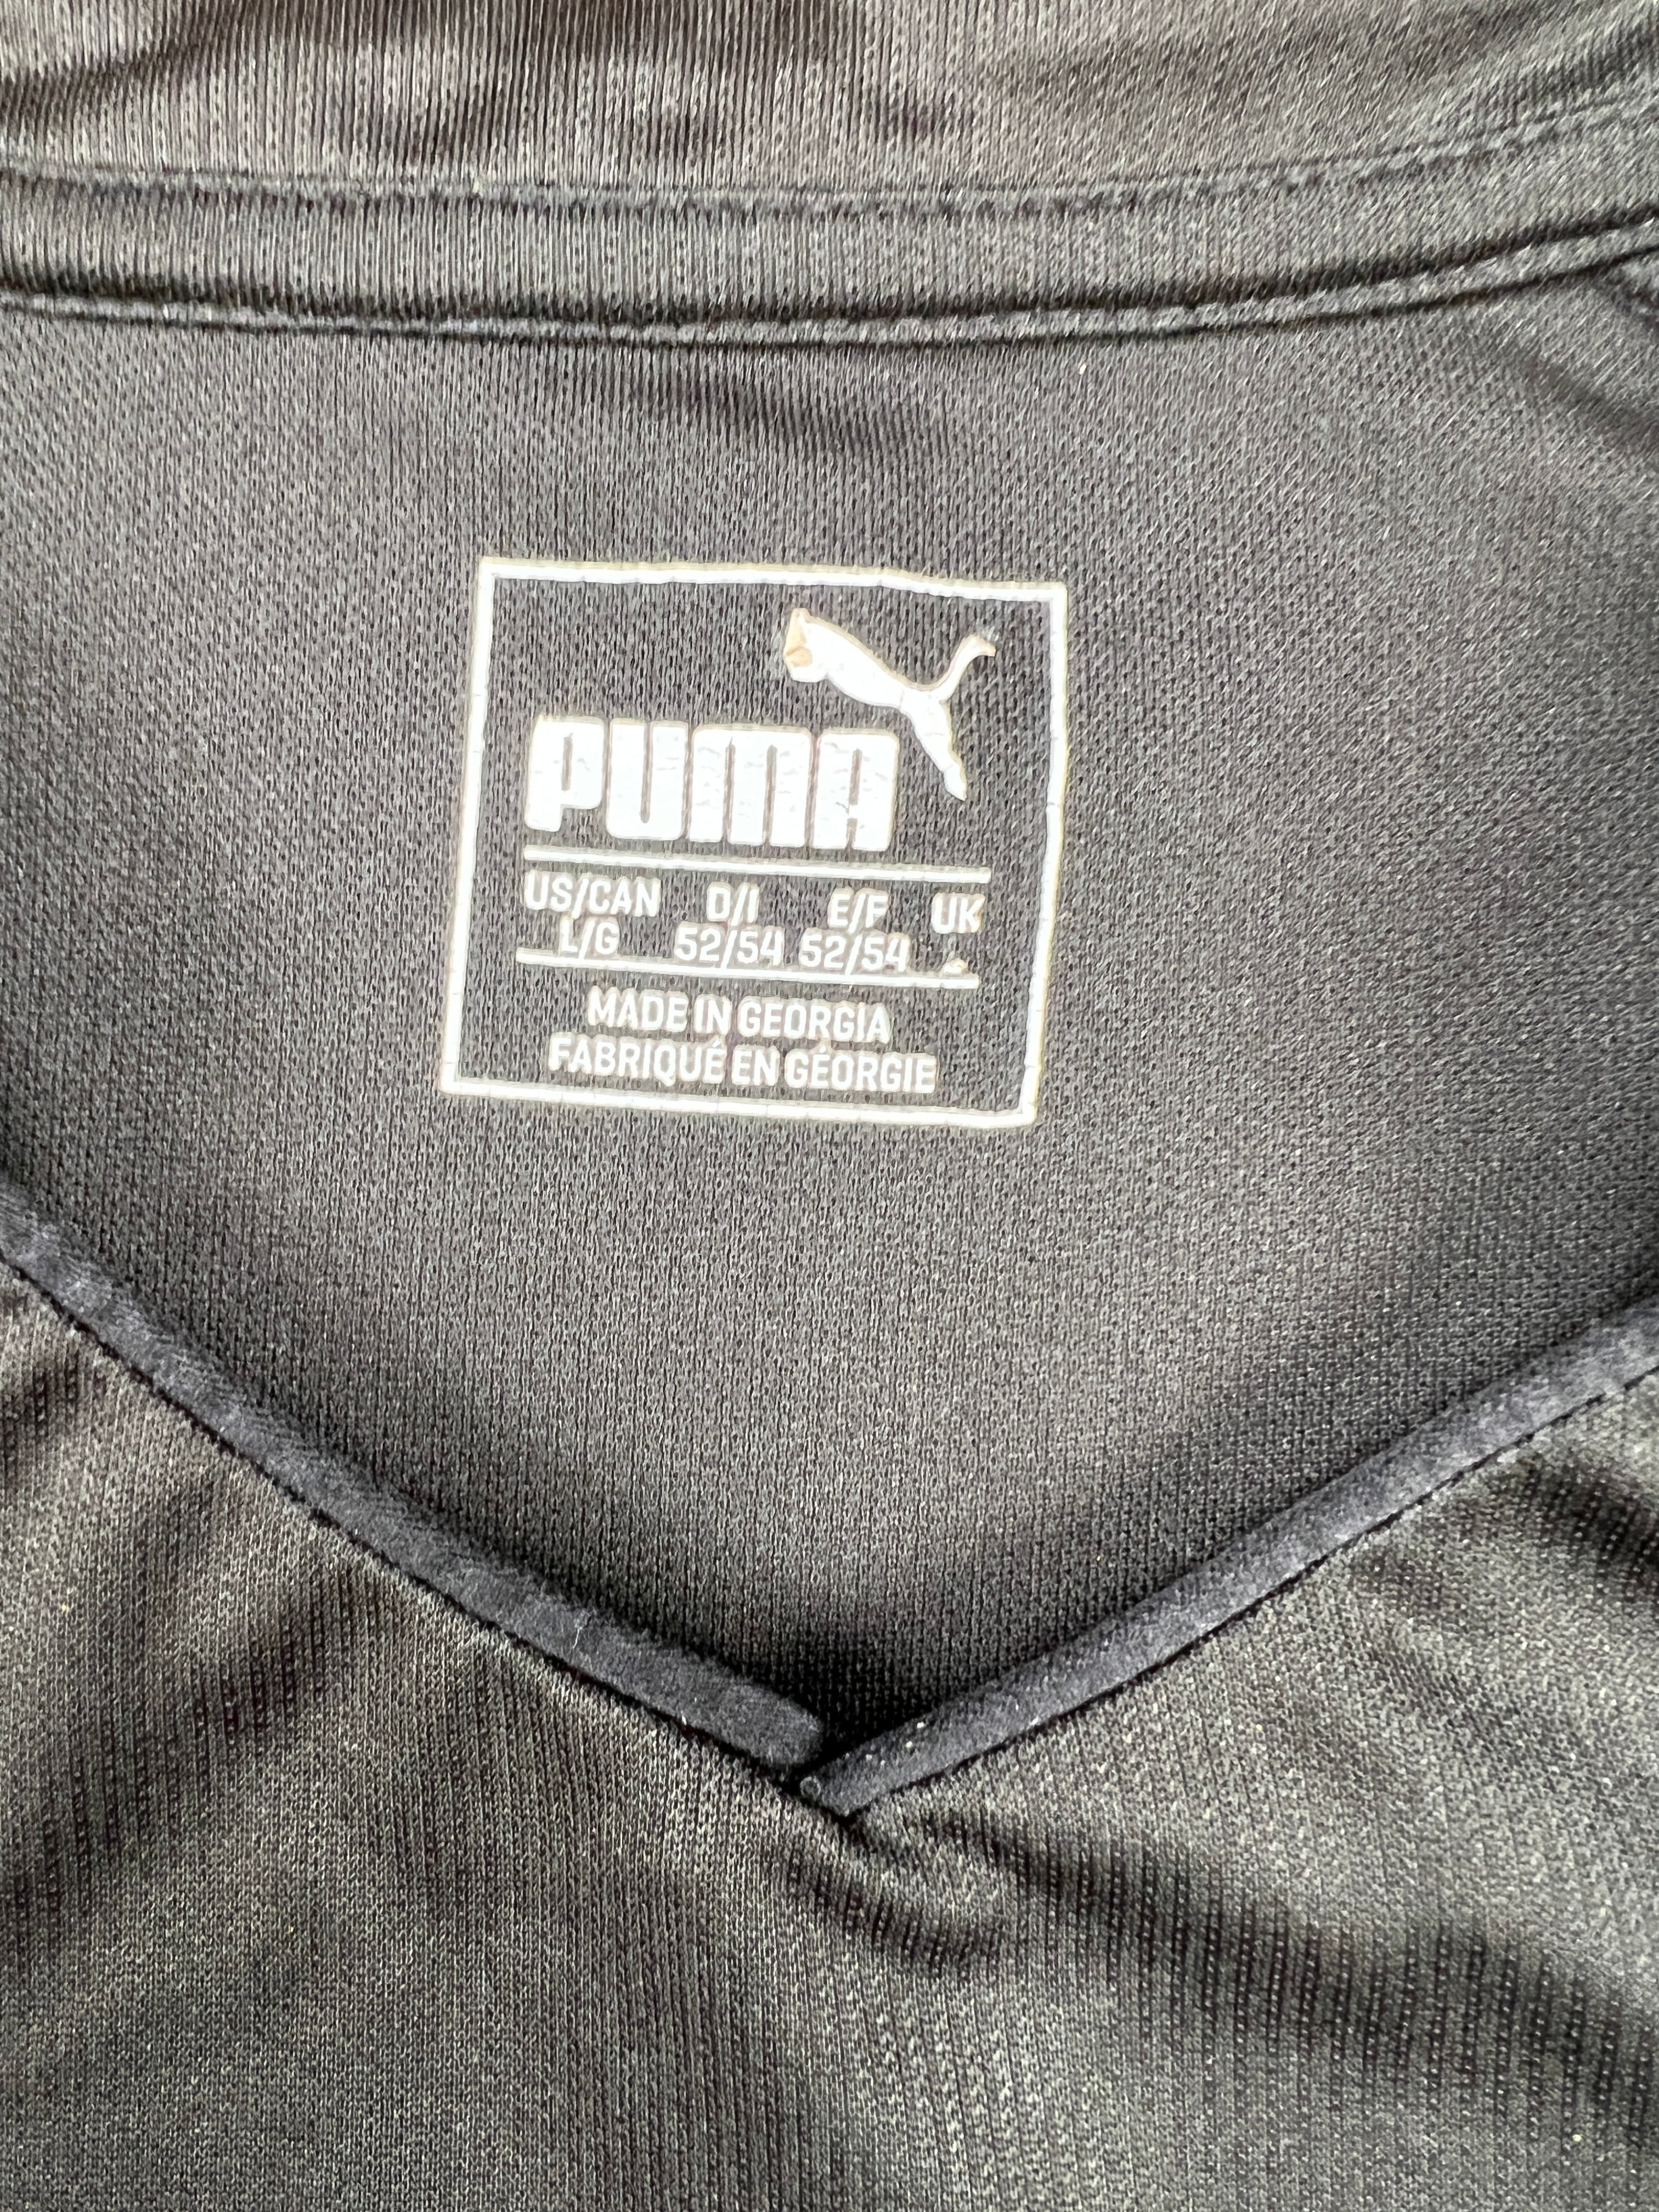 PUMA
US/CAN D/I E/F UK
L/G 52/54 52/54
MADE IN GEORGIA
FABRIQUÉ EN GÉORGIE